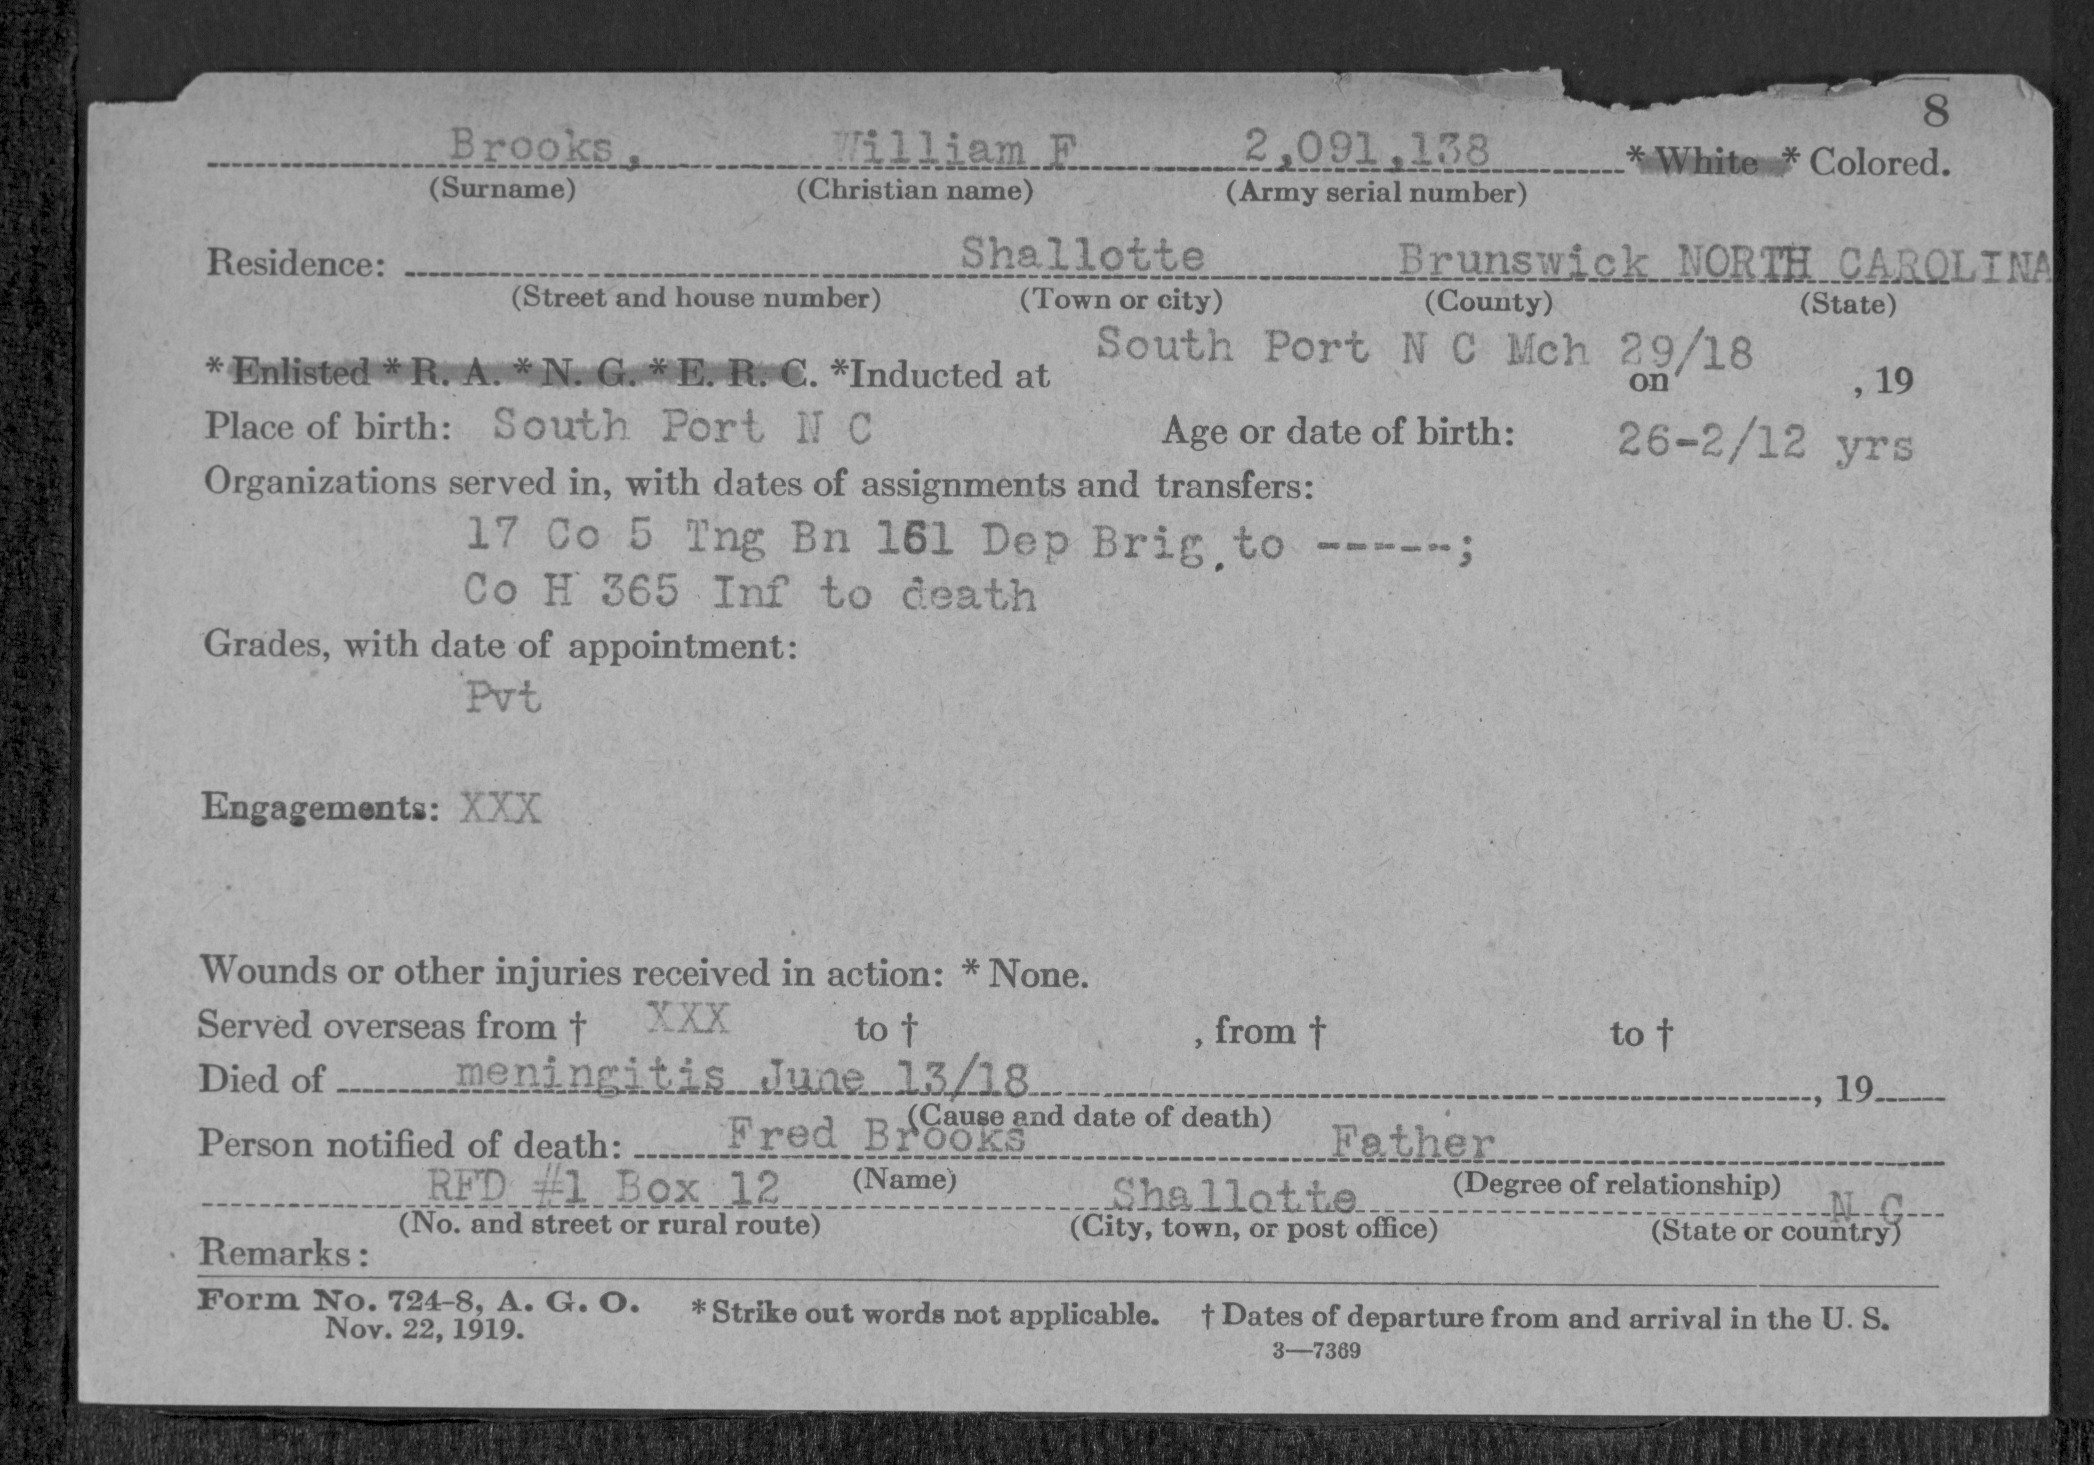 8
Brooks, William F 2,091,138 * White * Colored.
(Surname) (Christian name) (Army serial number)
Residence: Shallotte Brunswick NORTH CAROLINA
(Street and house number) (Town or city) (County) (State)
South Port N C Mch 29/18
*Enlisted *R. A. *N. G. *E. R. C. *Inducted at on , 19
Place of birth: South Port N C Age or date of birth: 26-2/12 yrs
Organizations served in, with dates of assignments and transfers:
17 Co 5 Tng Bn 161 Dep Brig. to -----;
Co H 365 Inf to death
Grades, with date of appointment:
Pvt
Engagements: XXX
Wounds or other injuries received in action: * None.
Served overseas from † XXX to † , from † to †
Died of meningitis June 13/18 , 19
(Cause and date of death)
Person notified of death: Fred Brooks Father
(Name) (Degree of relationship)
RFD #1 Box 12 Shallotte N C
(No. and street or rural route) (City, town, or post office) (State or country)
Remarks:
Form No. 724-8, A. G. O. *Strike out words not applicable. † Dates of departure from and arrival in the U. S.
Nov. 22, 1919.
3—7369